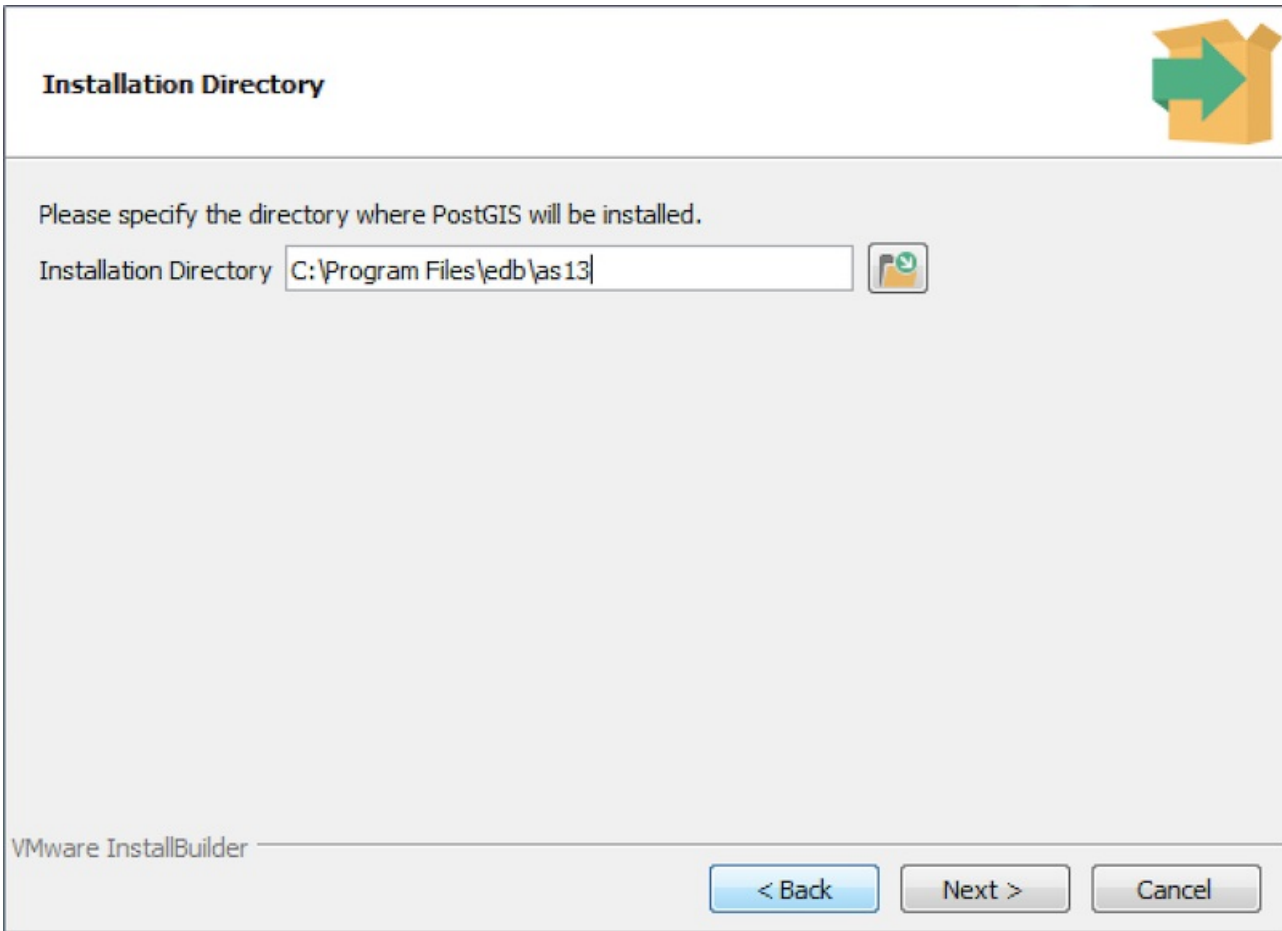 Installation Directory
Please specify the directory where PostGIS will be installed.
Installation Directory C:\Program Files\edb\as13
VMware InstallBuilder
< Back Next > Cancel